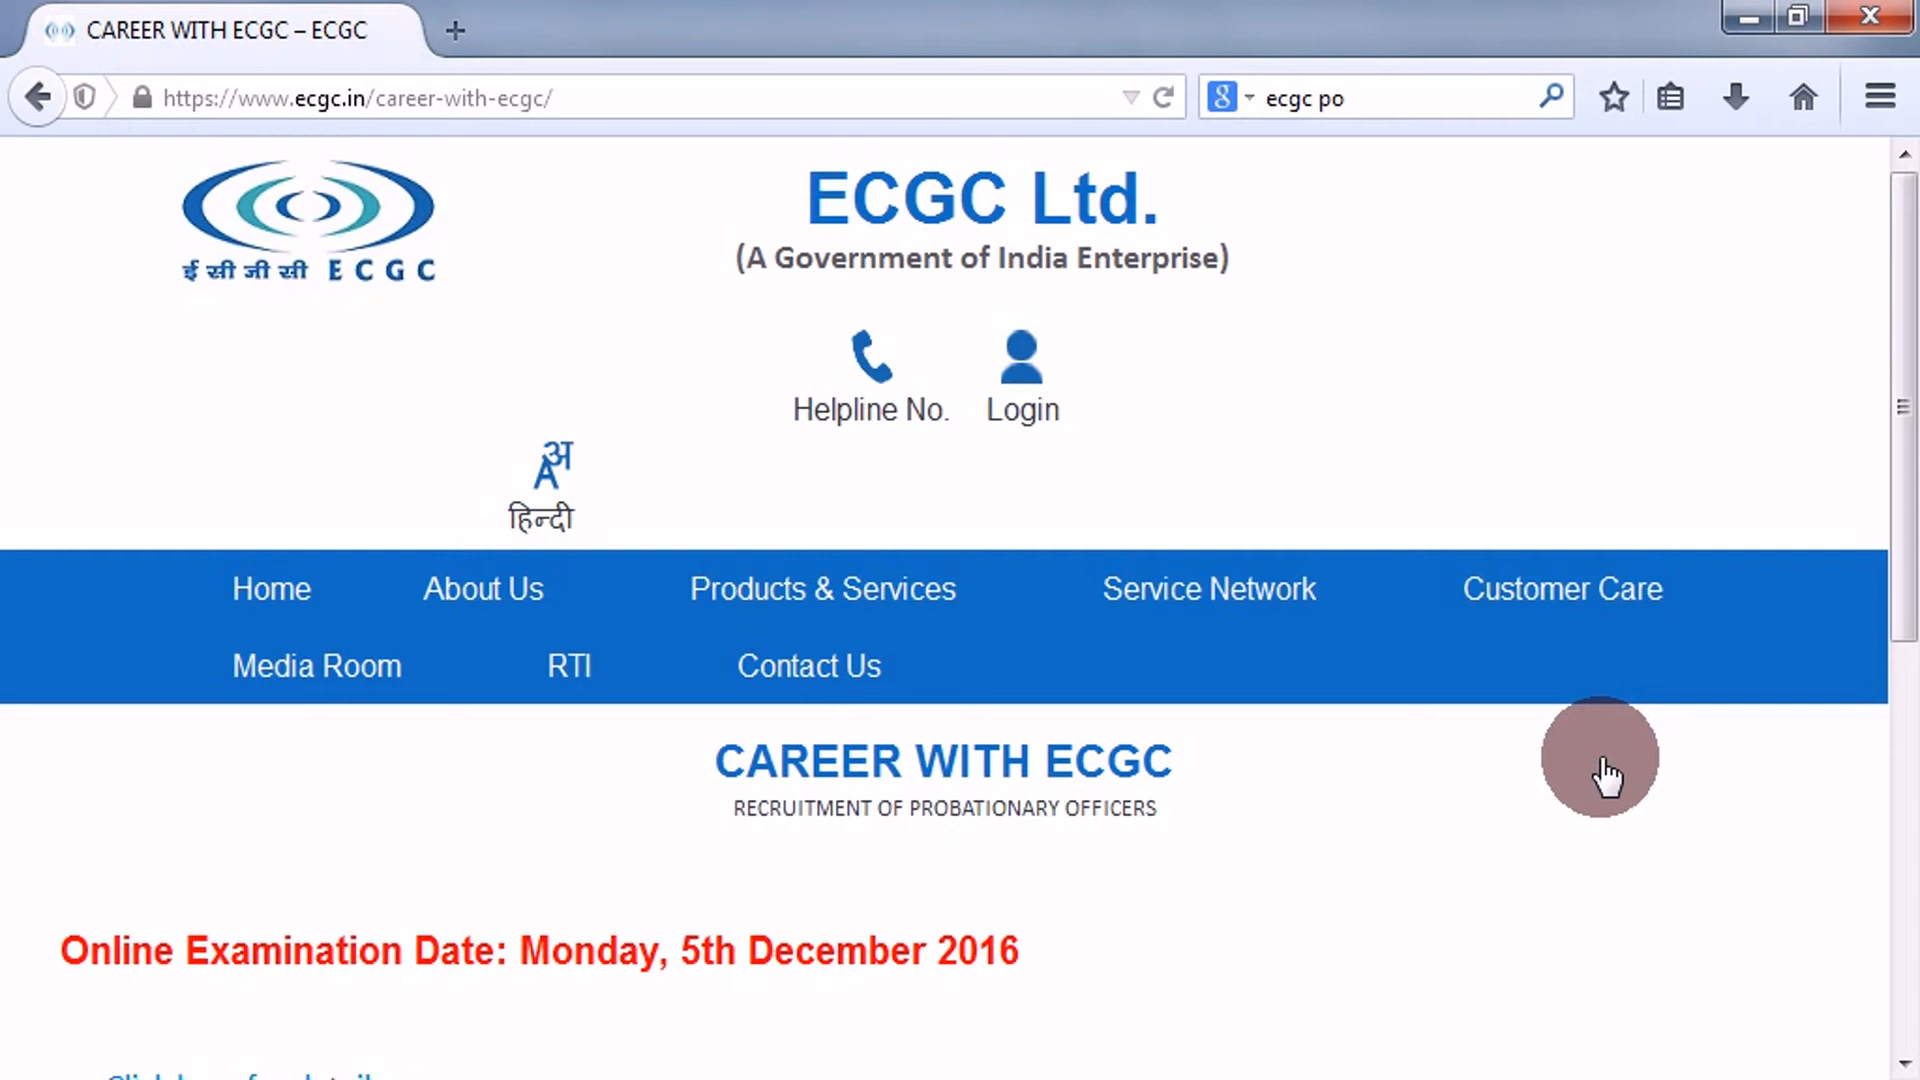 CAREER WITH ECGC – ECGC
https://www.ecgc.in/career-with-ecgc/
ecgc po
ई सी जी सी ECGC
ECGC Ltd.
(A Government of India Enterprise)
Helpline No.
Login
हिन्दी
Home
About Us
Products & Services
Service Network
Customer Care
Media Room
RTI
Contact Us
CAREER WITH ECGC
RECRUITMENT OF PROBATIONARY OFFICERS
Online Examination Date: Monday, 5th December 2016